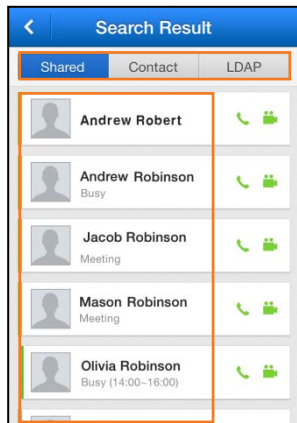 Search Result
Shared Contact LDAP
Andrew Robert
Andrew Robinson
Busy
Jacob Robinson
Meeting
Mason Robinson
Meeting
Olivia Robinson
Busy (14:00~16:00)